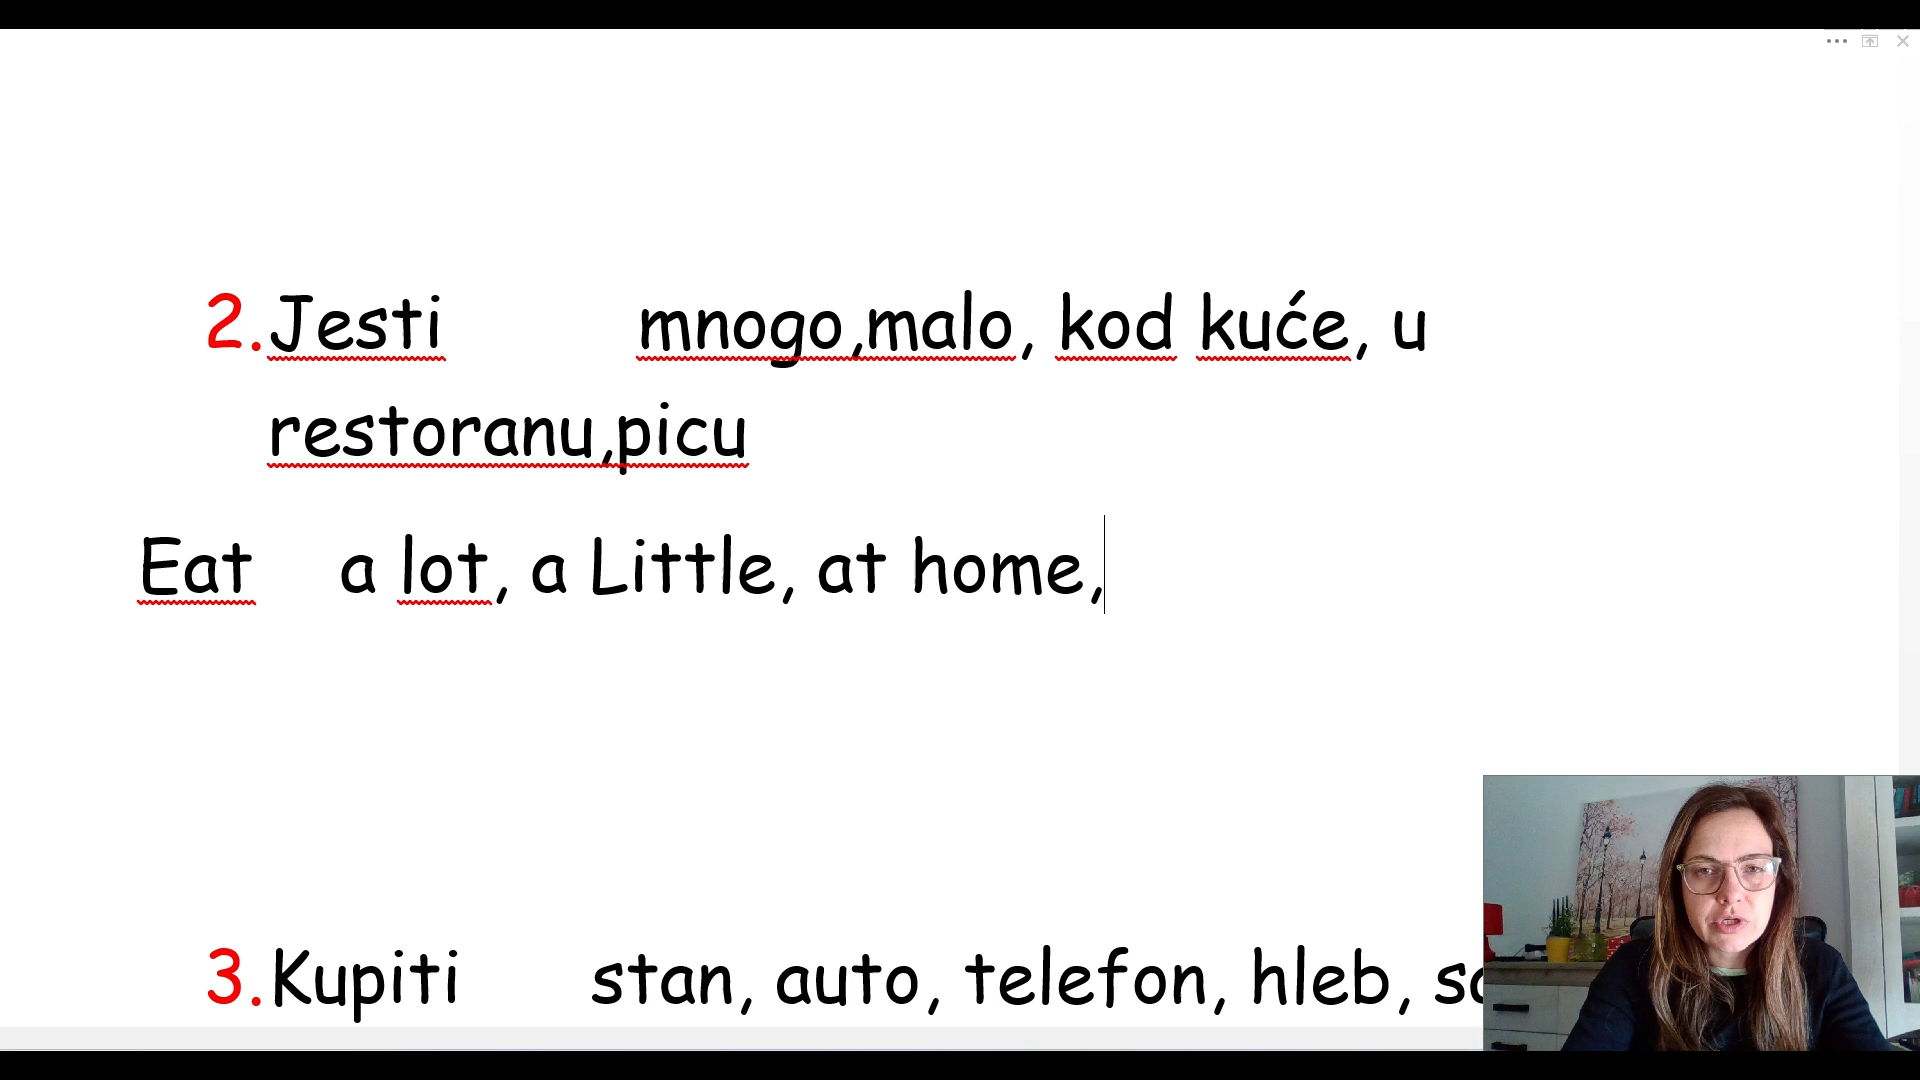 2.Jesti mnogo,malo, kod kuće, u
restoranu,picu
Eat a lot, a Little, at home,
3.Kupiti stan, auto, telefon, hleb,